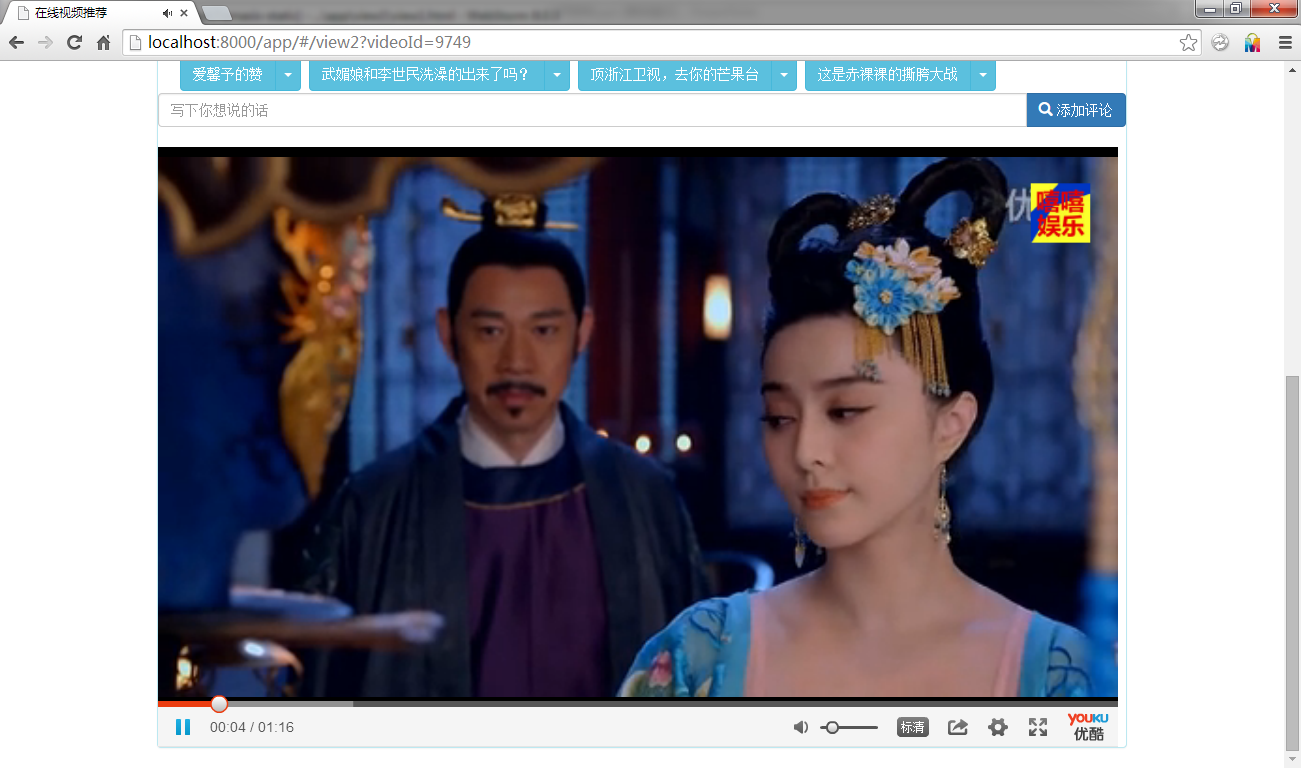 在线视频推荐
localhost:8000/app/#/view2?videoId=9749
爱馨子的赞
武媚娘和李世民洗澡的出来了吗？
顶浙江卫视，去你的芒果台
这是赤裸裸的撕胯大战
写下你想说的话
添加评论
优
嘻嘻
娱乐
00:04 / 01:16
标清
YOUKU
优酷